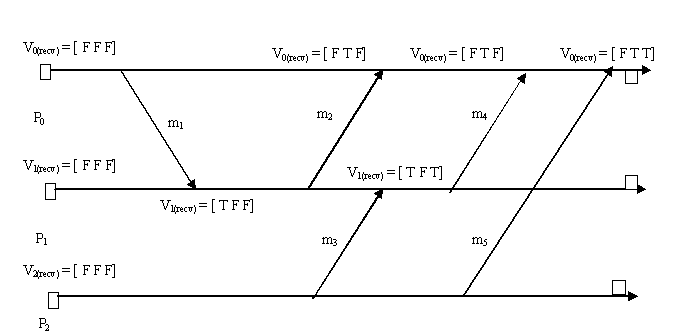 V0(recv) = [ F F F]
V0(recv) = [ F T F]
V0(recv) = [ F T F]
V0(recv) = [ F T T]
P0
m1
m2
m4
V1(recv) = [ F F F]
V1(recv) = [ T F T]
V1(recv) = [ T F F]
P1
m3
m5
V2(recv) = [ F F F]
P2